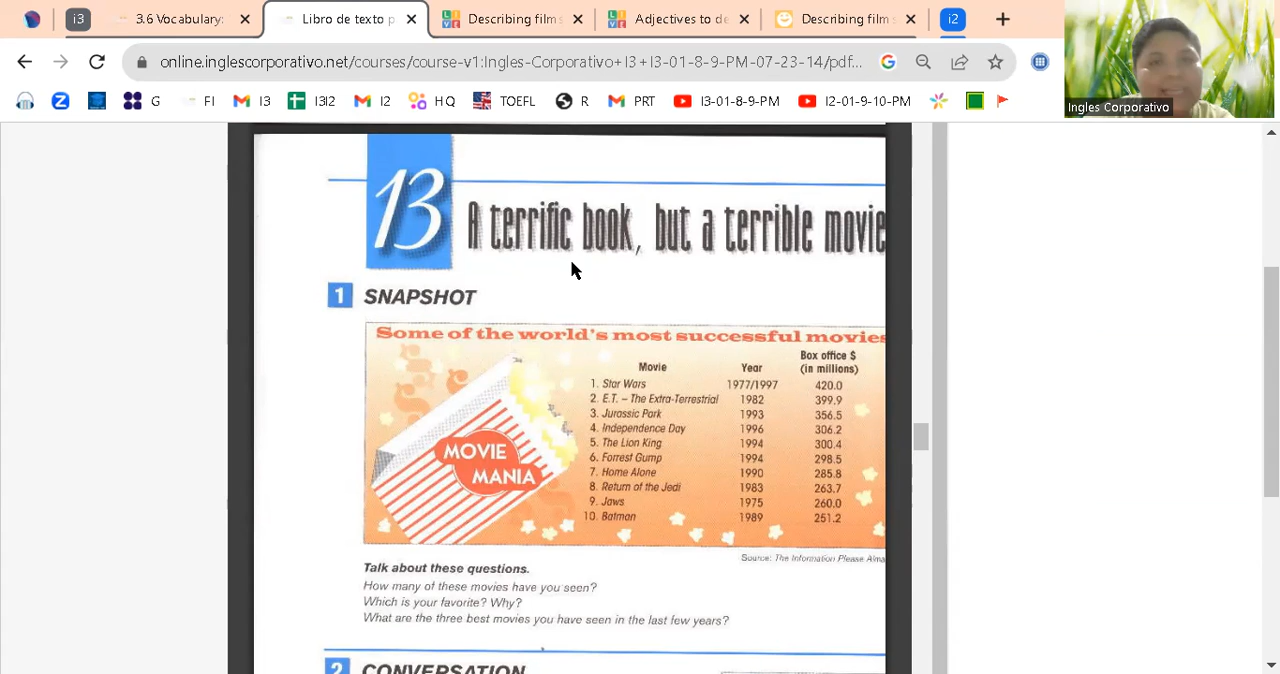 i3
3.6 Vocabulary:
Libro de texto p
Describing film
Adjectives to de
Describing film
i2
online.inglescorporativo.net/courses/course-v1:Ingles-Corporativo+I3+I3-01-8-9-PM-07-23-14/pdf...
G
FI
I3
I3I2
I2
HQ
TOEFL
R
PRT
I3-01-8-9-PM
I2-01-9-10-PM
Ingles Corporativo
13
A terrific book, but a terrible movie
1 SNAPSHOT
Some of the world's most successful movies
Movie Year Box office $ (in millions)
1. Star Wars 1977/1997 420.0
2. E.T. – The Extra-Terrestrial 1982 399.9
3. Jurassic Park 1993 356.5
4. Independence Day 1996 306.2
5. The Lion King 1994 300.4
6. Forrest Gump 1994 298.5
7. Home Alone 1990 285.8
8. Return of the Jedi 1983 263.7
9. Jaws 1975 260.0
10. Batman 1989 251.2
MOVIE
MANIA
Source: The Information Please Alma
Talk about these questions.
How many of these movies have you seen?
Which is your favorite? Why?
What are the three best movies you have seen in the last few years?
2 CONVERSATION